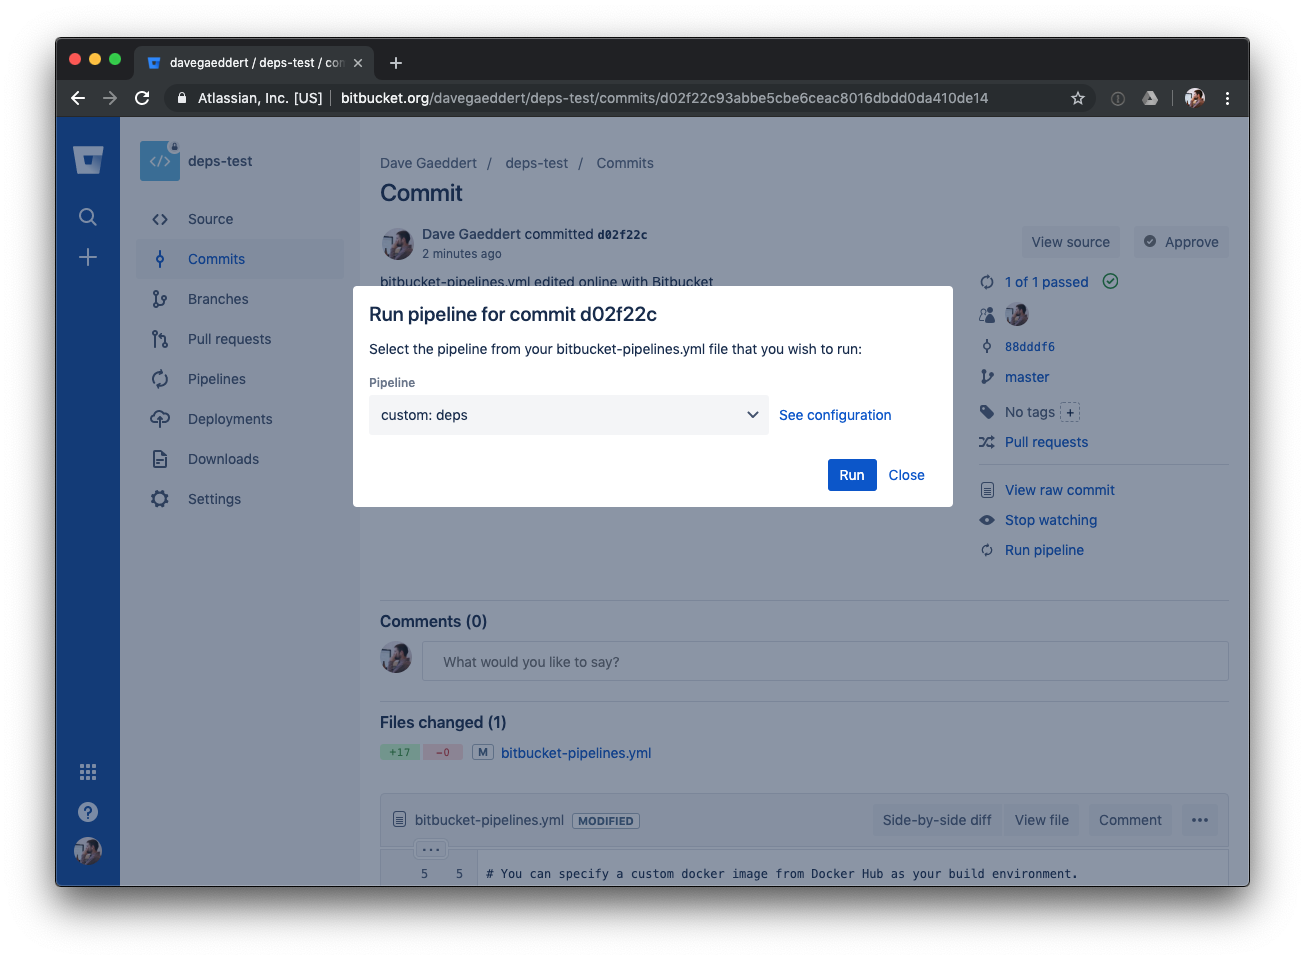 davegaeddert / deps-test / con
Atlassian, Inc. [US]
bitbucket.org/davegaeddert/deps-test/commits/d02f22c93abbe5cbe6ceac8016dbdd0da410de14
deps-test
Source
Commits
Branches
Pull requests
Pipelines
Deployments
Downloads
Settings
Dave Gaeddert / deps-test / Commits
Commit
Dave Gaeddert committed d02f22c
2 minutes ago
View source
Approve
bitbucket-pipelines.yml edited online with Bitbucket
1 of 1 passed
88dddf6
master
No tags +
Pull requests
View raw commit
Stop watching
Run pipeline
Run pipeline for commit d02f22c
Select the pipeline from your bitbucket-pipelines.yml file that you wish to run:
Pipeline
custom: deps
See configuration
Run
Close
Comments (0)
What would you like to say?
Files changed (1)
+17 -0 M bitbucket-pipelines.yml
bitbucket-pipelines.yml MODIFIED
Side-by-side diff
View file
Comment
•••
...
5 5 # You can specify a custom docker image from Docker Hub as your build environment.